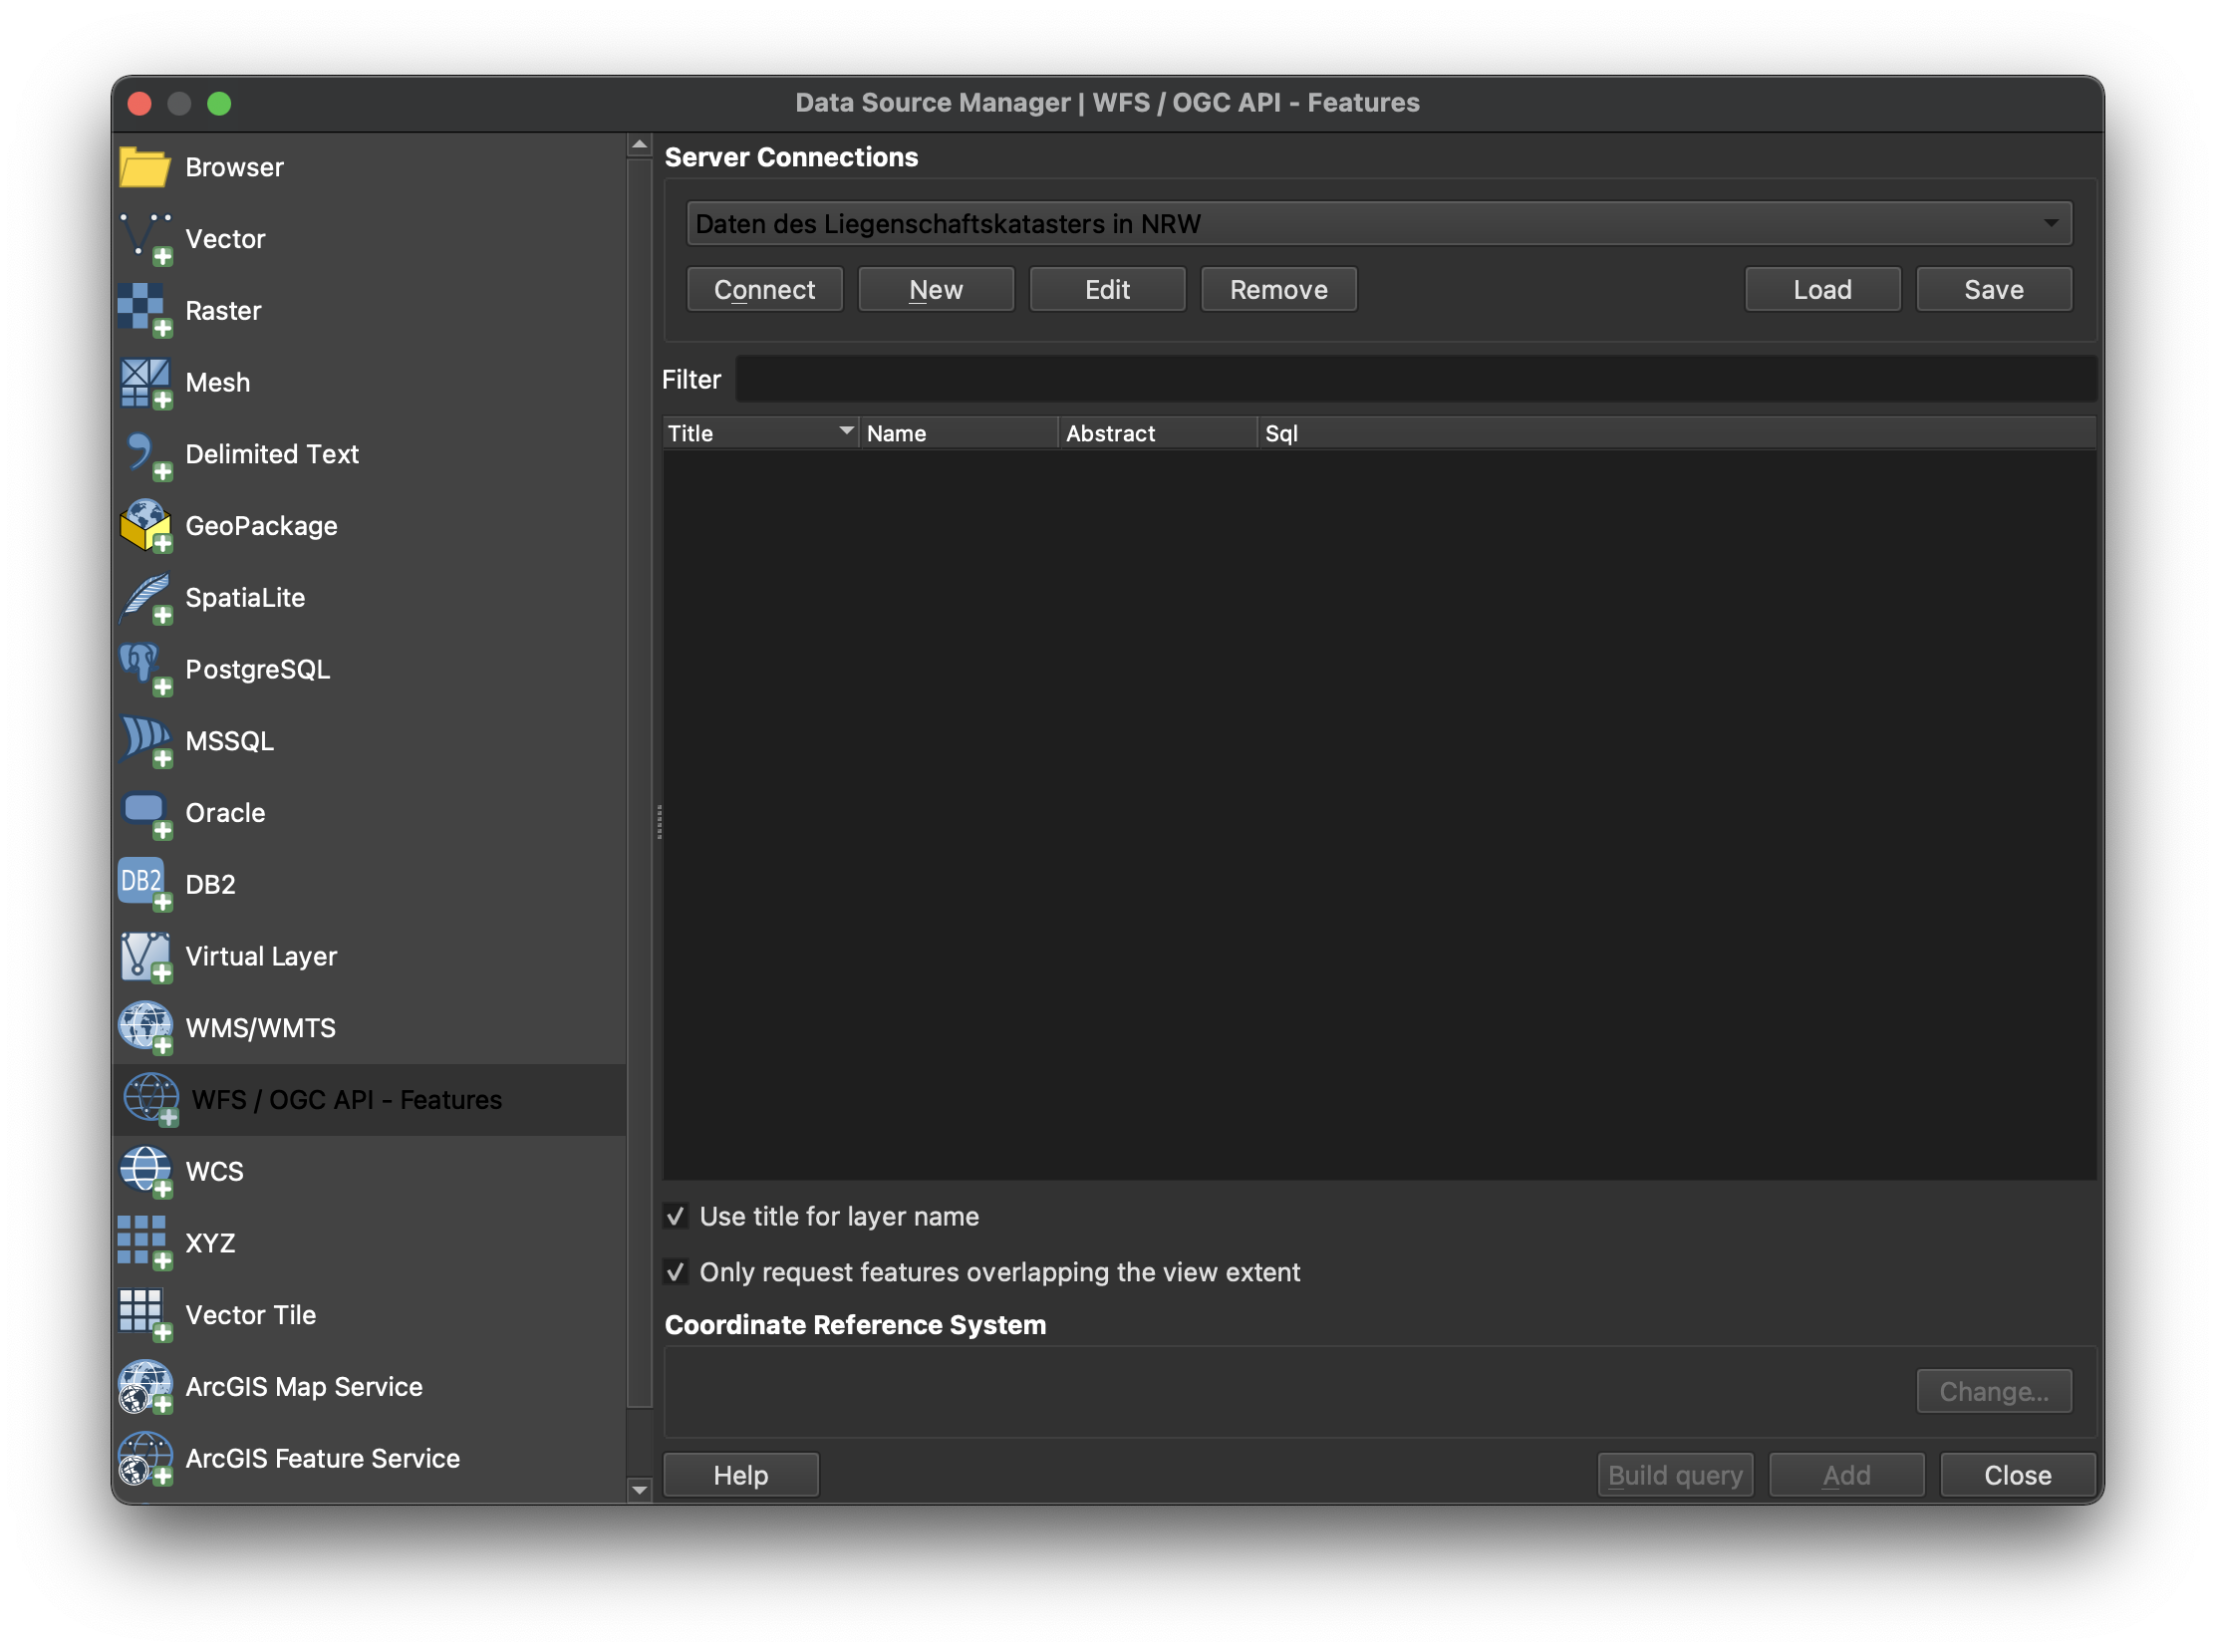 Data Source Manager | WFS / OGC API - Features
Browser
Vector
Raster
Mesh
Delimited Text
GeoPackage
SpatiaLite
PostgreSQL
MSSQL
Oracle
DB2
DB2
Virtual Layer
WMS/WMTS
WFS / OGC API - Features
WCS
XYZ
Vector Tile
ArcGIS Map Service
ArcGIS Feature Service
Server Connections
Daten des Liegenschaftskatasters in NRW
Connect New Edit Remove Load Save
Filter
Title Name Abstract Sql
Use title for layer name
Only request features overlapping the view extent
Coordinate Reference System
Change...
Help Build query Add Close